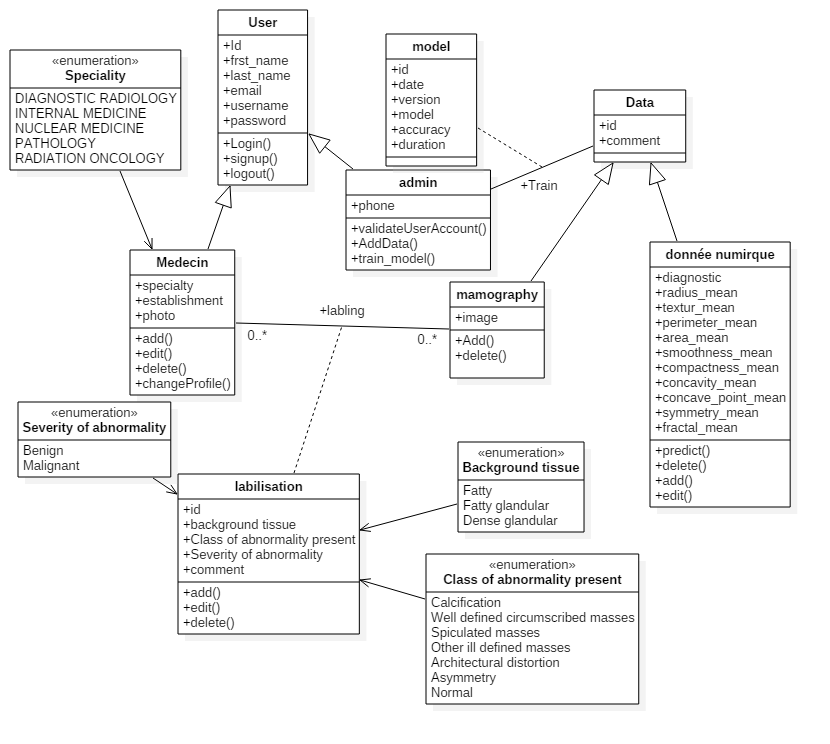 User
+Id
+frst_name
+last_name
+email
+username
+password
+Login()
+signup()
+logout()
«enumeration»
Speciality
DIAGNOSTIC RADIOLOGY
INTERNAL MEDICINE
NUCLEAR MEDICINE
PATHOLOGY
RADIATION ONCOLOGY
model
+id
+date
+version
+model
+accuracy
+duration
Data
+id
+comment
+Train
admin
+phone
+validateUserAccount()
+AddData()
+train_model()
Medecin
+specialty
+establishment
+photo
+add()
+edit()
+delete()
+changeProfile()
+labling
0..*
0..*
mamography
+image
+Add()
+delete()
donnée numirque
+diagnostic
+radius_mean
+textur_mean
+perimeter_mean
+area_mean
+smoothness_mean
+compactness_mean
+concavity_mean
+concave_point_mean
+symmetry_mean
+fractal_mean
+predict()
+delete()
+add()
+edit()
«enumeration»
Severity of abnormality
Benign
Malignant
labilisation
+id
+background tissue
+Class of abnormality present
+Severity of abnormality
+comment
+add()
+edit()
+delete()
«enumeration»
Background tissue
Fatty
Fatty glandular
Dense glandular
«enumeration»
Class of abnormality present
Calcification
Well defined circumscribed masses
Spiculated masses
Other ill defined masses
Architectural distortion
Asymmetry
Normal